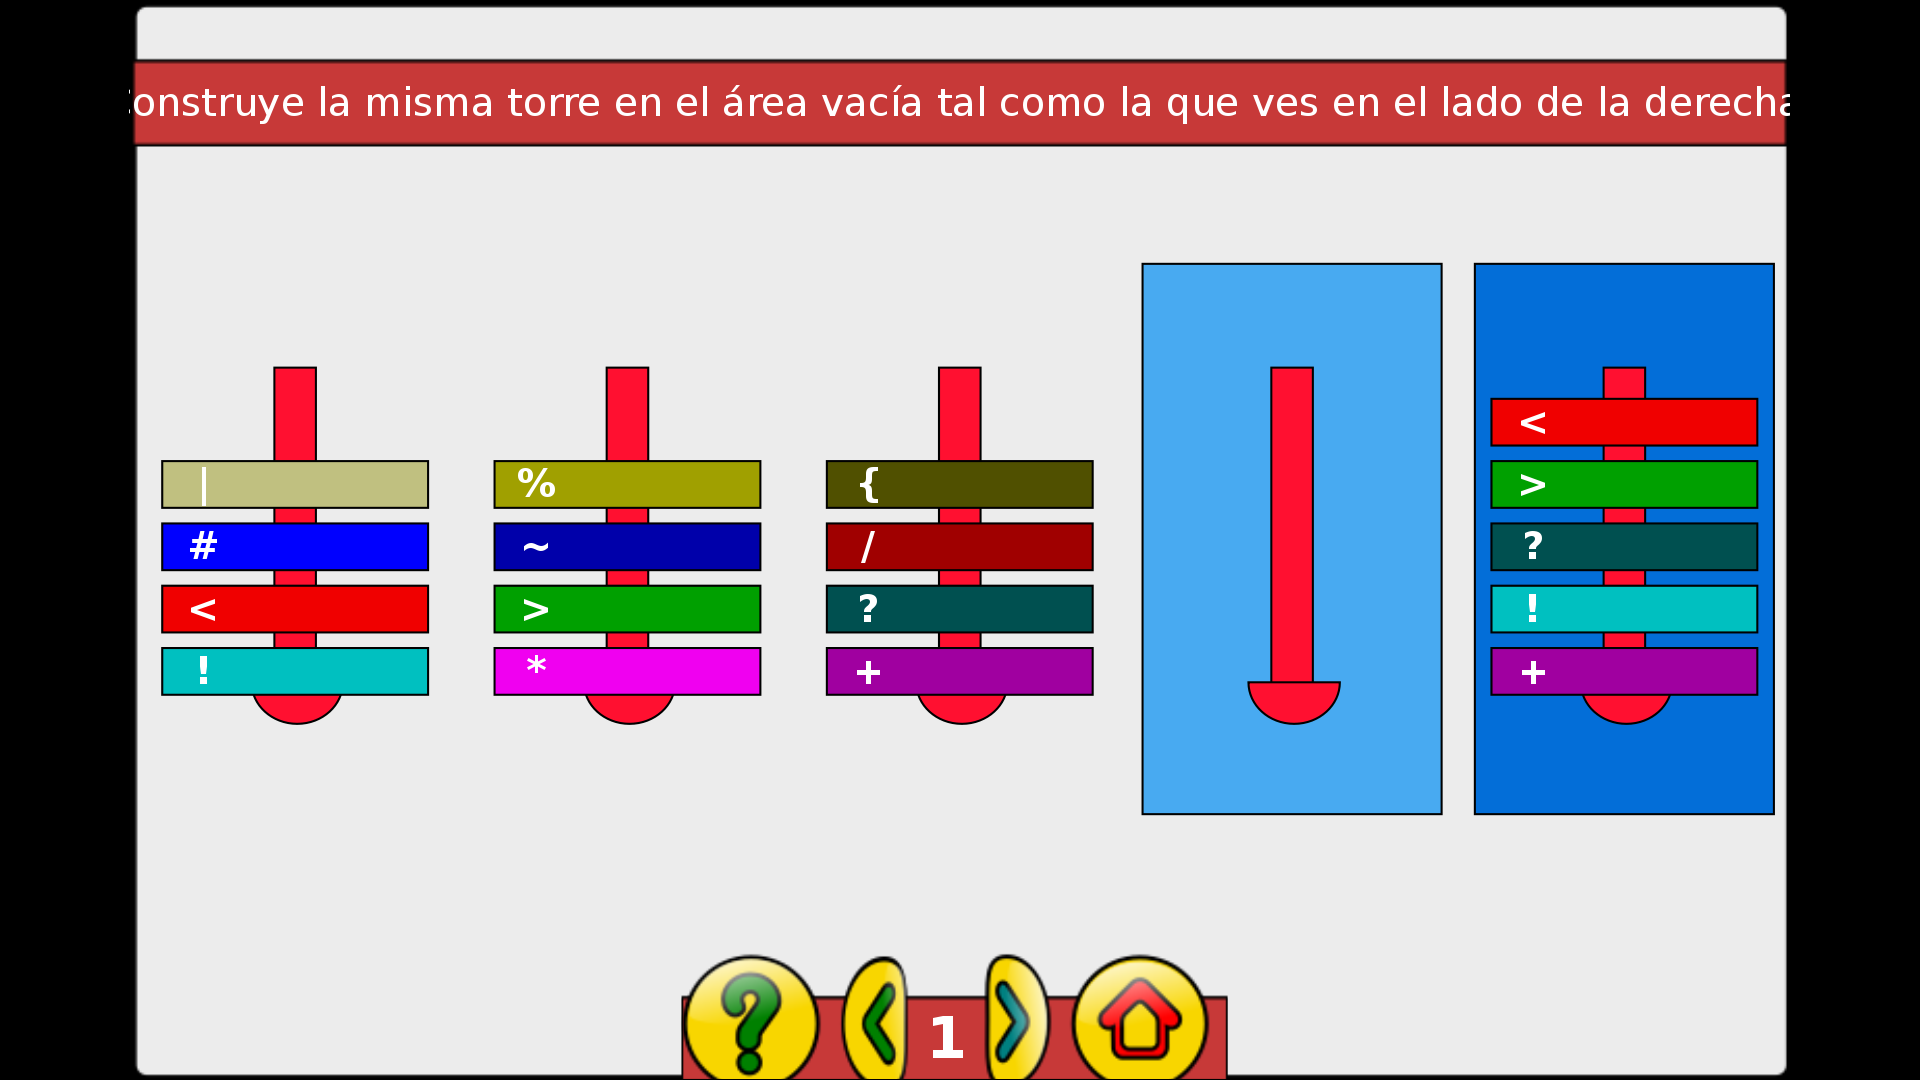 onstruye la misma torre en el área vacía tal como la que ves en el lado de la derecha
<
| % { >
# ~ / ?
< > ? !
! * + +
1